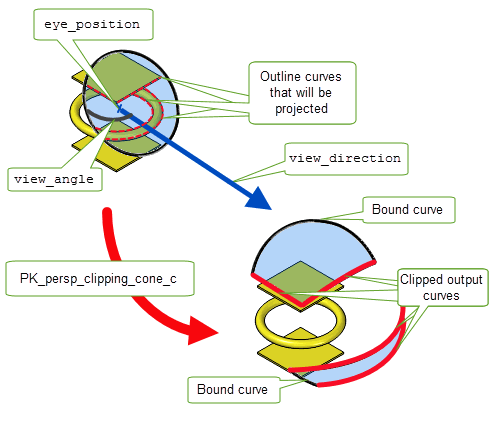 eye_position
Outline curves
that will be
projected
view_direction
view_angle
Bound curve
PK_persp_clipping_cone_c
Clipped output
curves
Bound curve